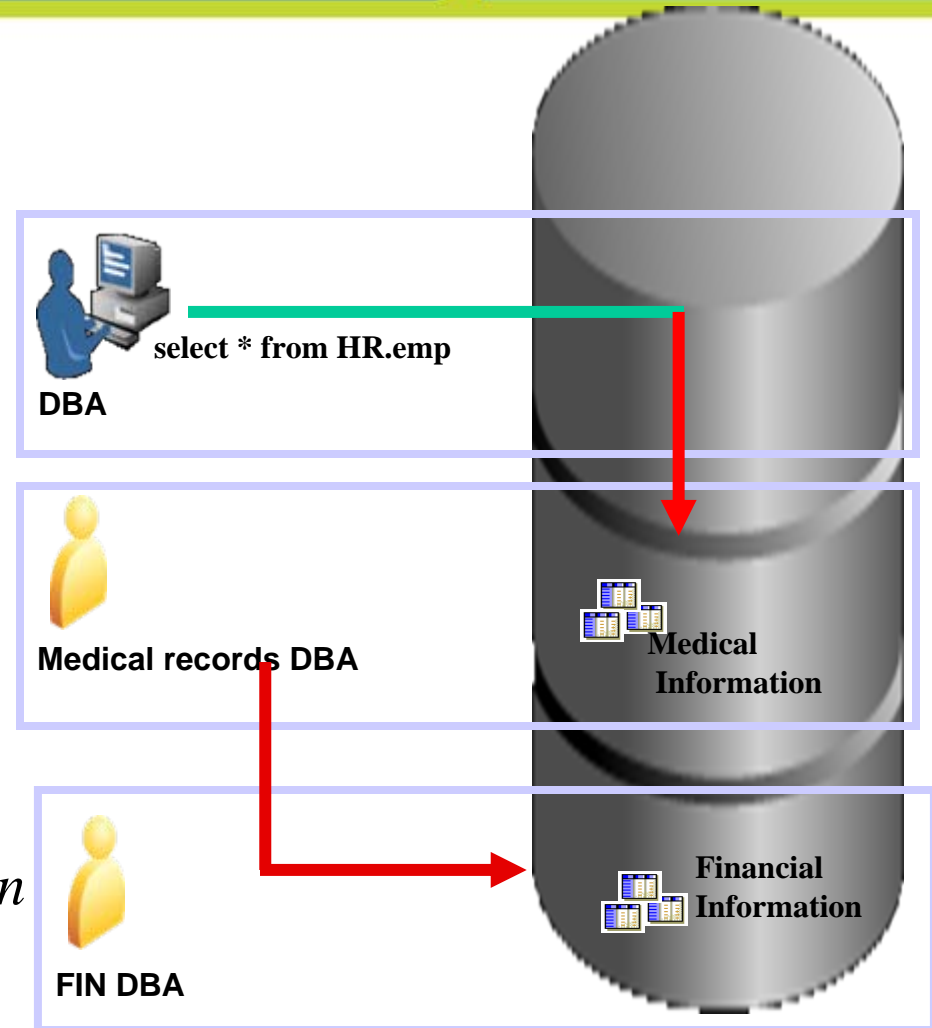 select * from HR.emp
DBA
Medical records DBA
Medical
Information
n
FIN DBA
Financial
Information